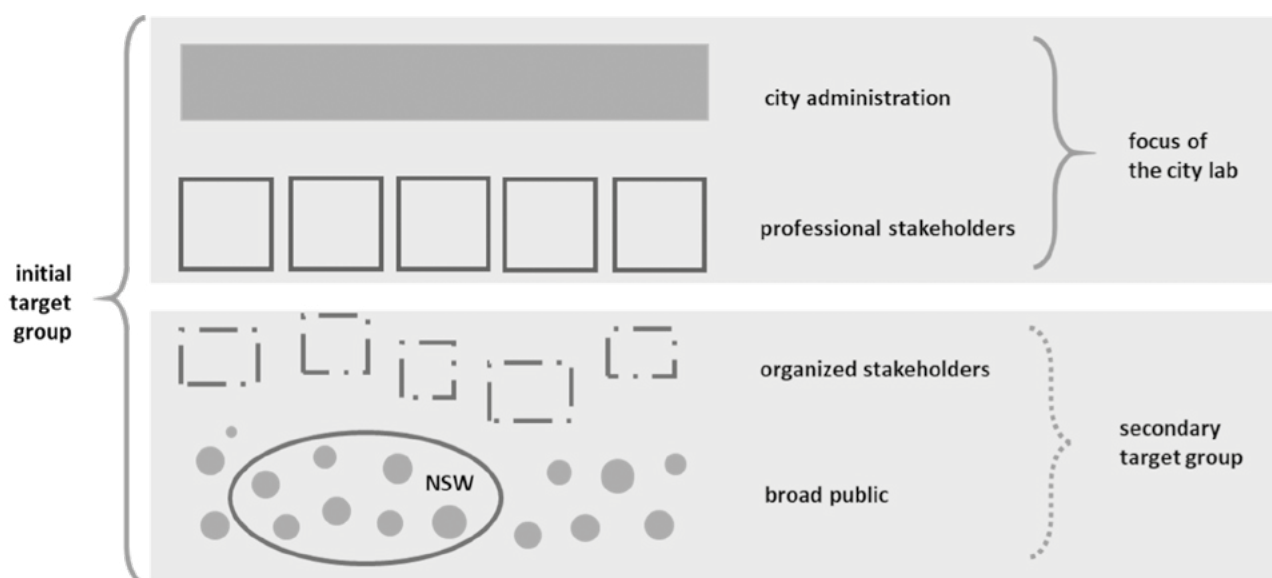 city administration
focus of
the city lab
professional stakeholders
initial
target
group
organized stakeholders
secondary
target group
NSW
broad public